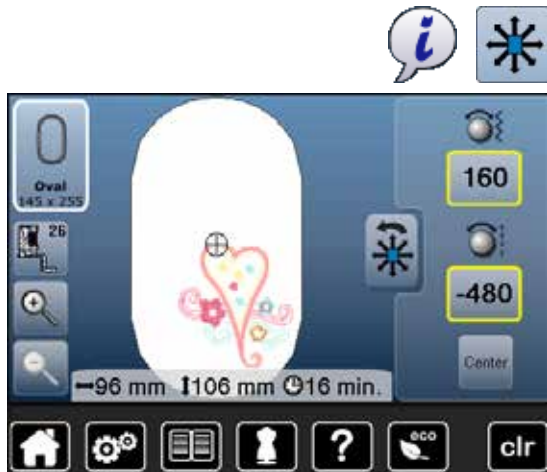 i
Oval
145 x 255
26
160
-480
Center
96 mm 106 mm 16 min.
? eco clr